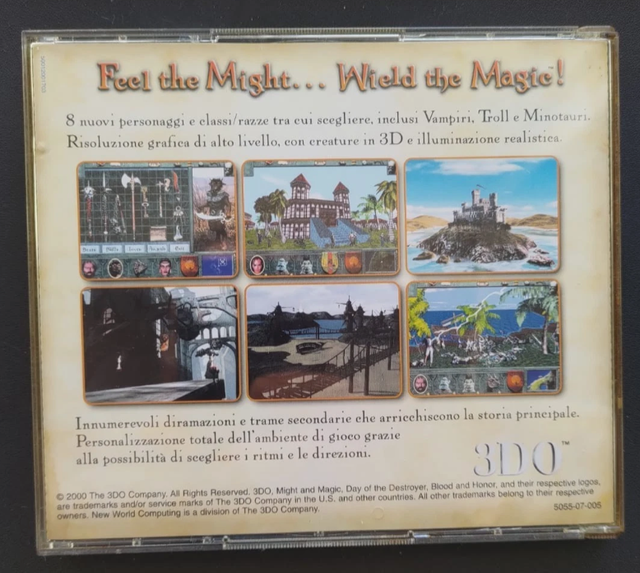 Feel the Might... Wield the Magic™!
8 nuovi personaggi e classi/razze tra cui scegliere, inclusi Vampiri, Troll e Minotauri.
Risoluzione grafica di alto livello, con creature in 3D e illuminazione realistica.
Innumerevoli diramazioni e trame secondarie che arricchiscono la storia principale.
Personalizzazione totale dell'ambiente di gioco grazie
alla possibilità di scegliere i ritmi e le direzioni.
3DO™
© 2000 The 3DO Company. All Rights Reserved. 3DO, Might and Magic, Day of the Destroyer, Blood and Honor, and their respective logos,
are trademarks and/or service marks of The 3DO Company in the U.S. and other countries. All other trademarks belong to their respective
owners. New World Computing is a division of The 3DO Company.
5055-07-005